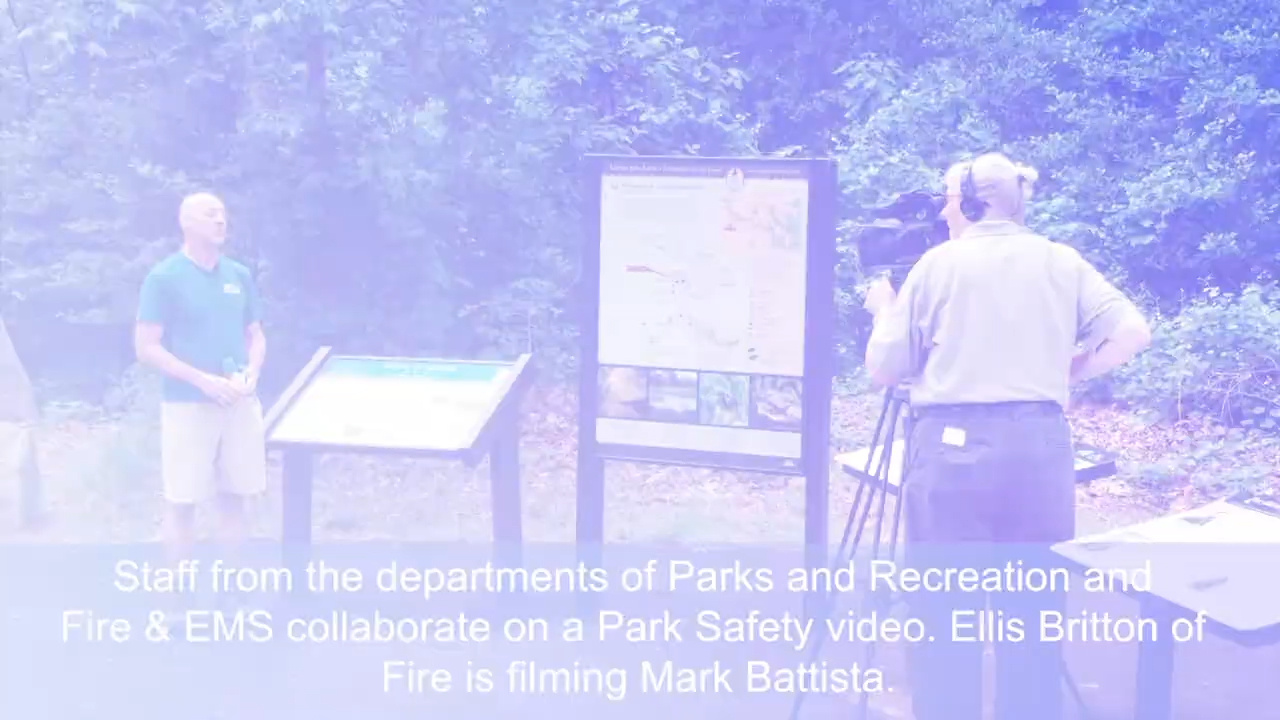 Staff from the departments of Parks and Recreation and
Fire & EMS collaborate on a Park Safety video. Ellis Britton of
Fire is filming Mark Battista.